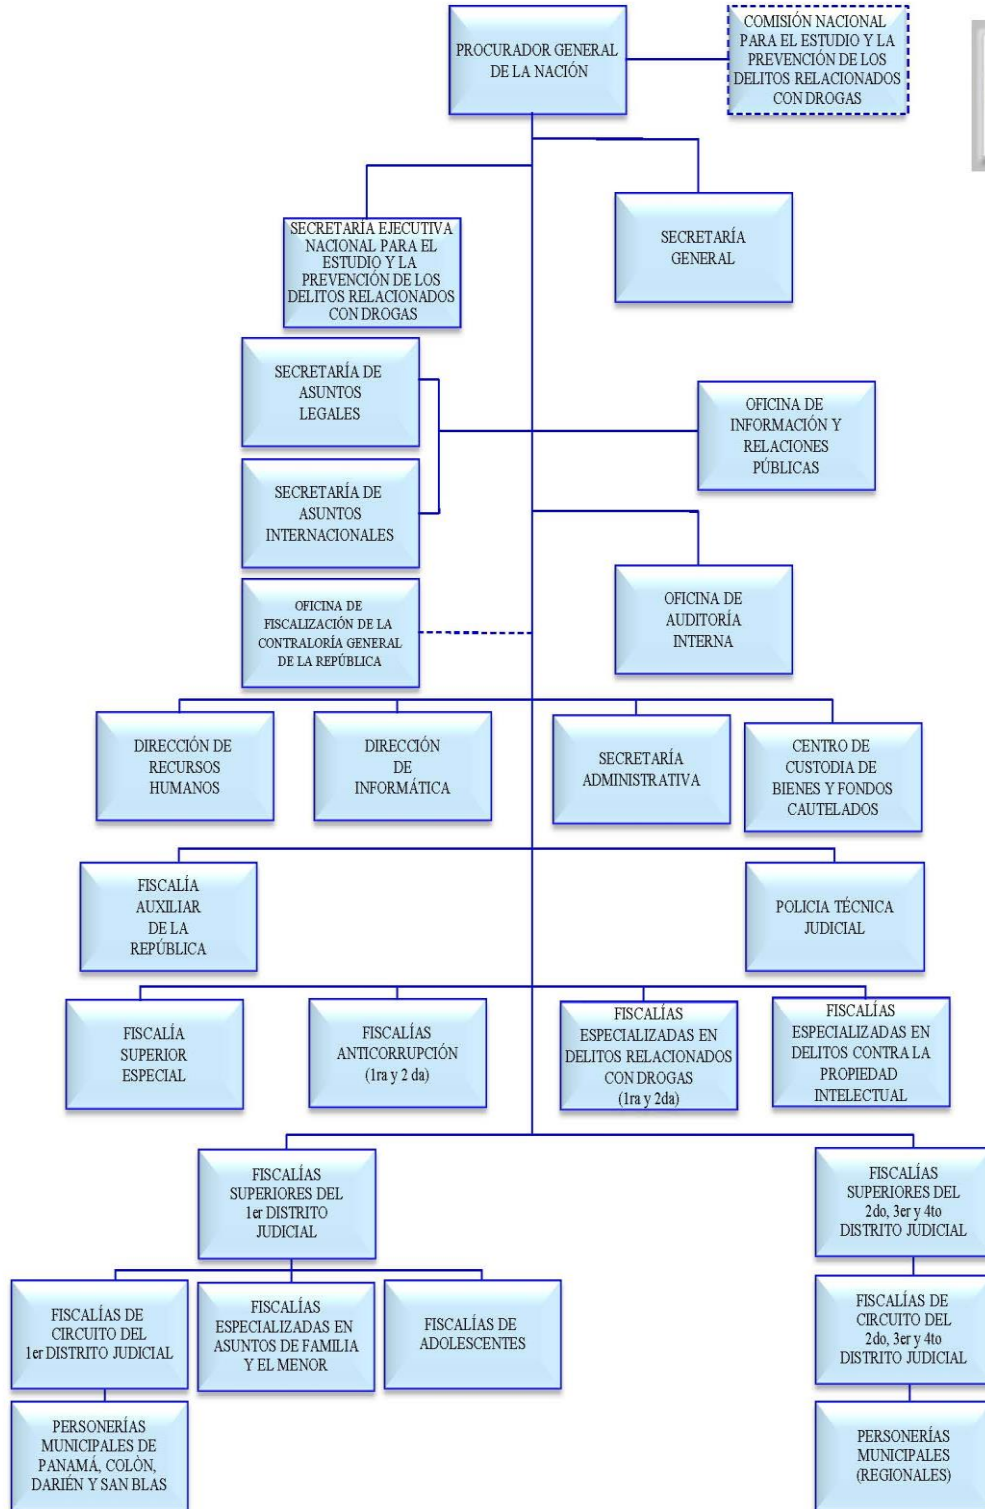 PROCURADOR GENERAL
DE LA NACIÓN
COMISIÓN NACIONAL
PARA EL ESTUDIO Y LA
PREVENCIÓN DE LOS
DELITOS RELACIONADOS
CON DROGAS
SECRETARÍA EJECUTIVA
NACIONAL PARA EL
ESTUDIO Y LA
PREVENCIÓN DE LOS
DELITOS RELACIONADOS
CON DROGAS
SECRETARÍA
GENERAL
SECRETARÍA DE
ASUNTOS
LEGALES
OFICINA DE
INFORMACIÓN Y
RELACIONES
PÚBLICAS
SECRETARÍA DE
ASUNTOS
INTERNACIONALES
OFICINA DE
FISCALIZACIÓN DE LA
CONTRALORÍA GENERAL
DE LA REPÚBLICA
OFICINA DE
AUDITORÍA
INTERNA
DIRECCIÓN DE
RECURSOS
HUMANOS
DIRECCIÓN
DE
INFORMÁTICA
SECRETARÍA
ADMINISTRATIVA
CENTRO DE
CUSTODIA DE
BIENES Y FONDOS
CAUTELADOS
FISCALÍA
AUXILIAR
DE LA
REPÚBLICA
POLICIA TÉCNICA
JUDICIAL
FISCALÍA
SUPERIOR
ESPECIAL
FISCALÍAS
ANTICORRUPCIÓN
(1ra y 2 da)
FISCALÍAS
ESPECIALIZADAS EN
DELITOS RELACIONADOS
CON DROGAS
(1ra y 2da)
FISCALÍAS
ESPECIALIZADAS EN
DELITOS CONTRA LA
PROPIEDAD
INTELECTUAL
FISCALÍAS
SUPERIORES DEL
1er DISTRITO
JUDICIAL
FISCALÍAS
SUPERIORES DEL
2do, 3er y 4to
DISTRITO JUDICIAL
FISCALÍAS DE
CIRCUITO DEL
1er DISTRITO JUDICIAL
FISCALÍAS
ESPECIALIZADAS EN
ASUNTOS DE FAMILIA
Y EL MENOR
FISCALÍAS DE
ADOLESCENTES
FISCALÍAS DE
CIRCUITO DEL
2do, 3er y 4to
DISTRITO JUDICIAL
PERSONERÍAS
MUNICIPALES DE
PANAMÁ, COLÒN,
DARIÉN Y SAN BLAS
PERSONERÍAS
MUNICIPALES
(REGIONALES)